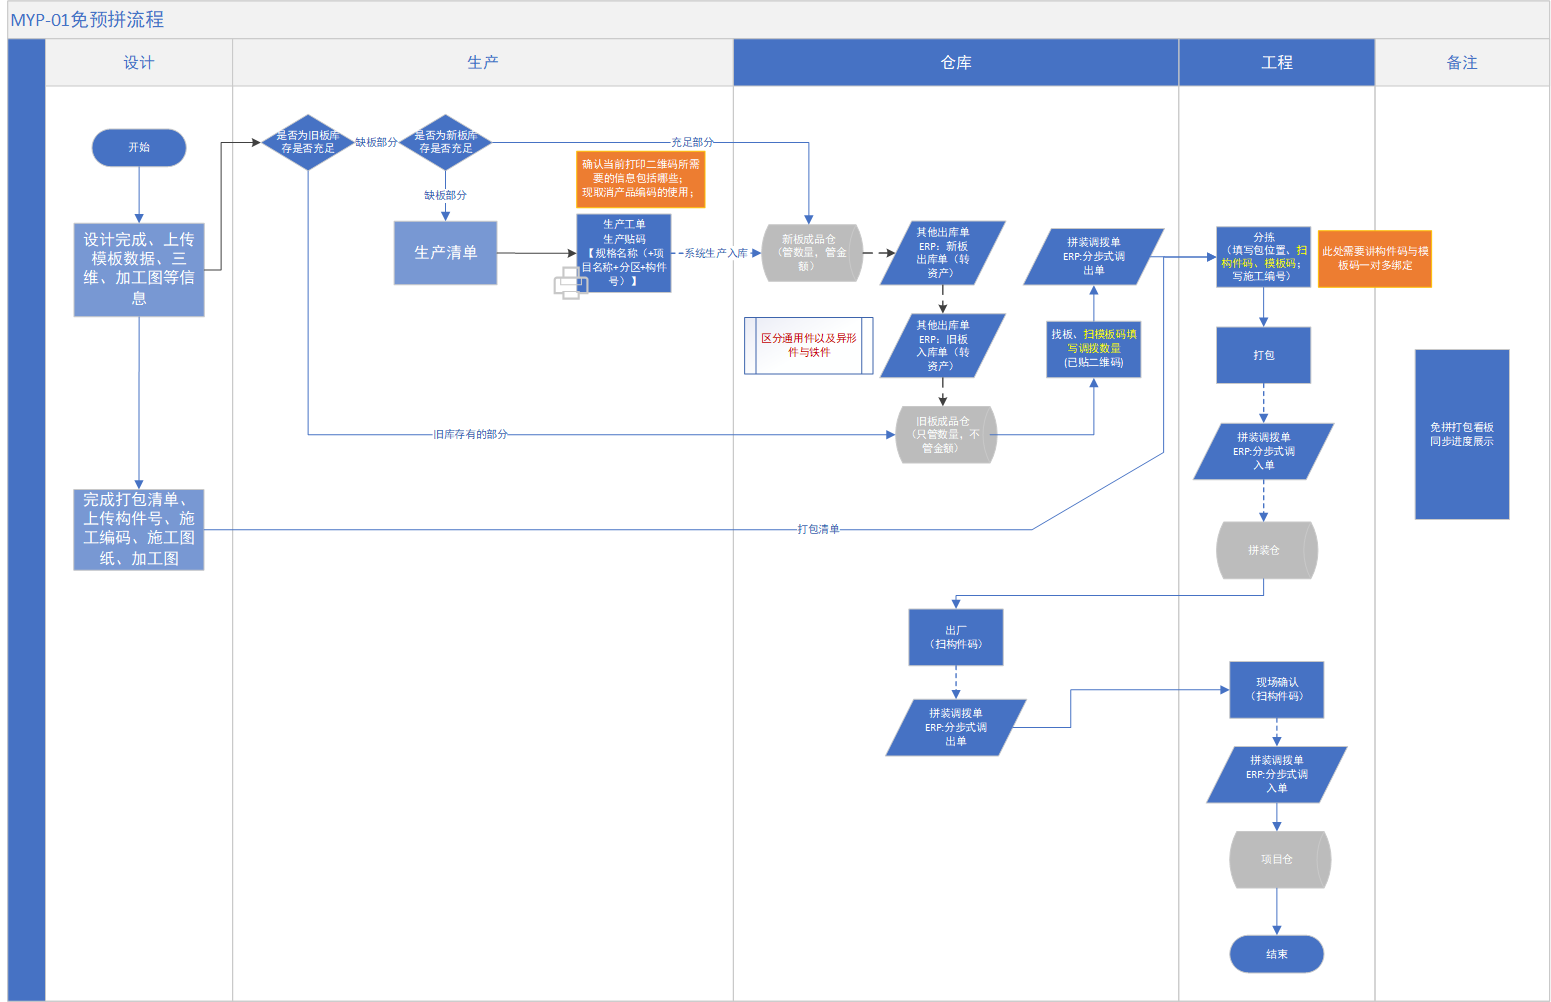 MYP-01免预拼流程
设计
生产
仓库
工程
备注
开始
设计完成、上传
模板数据、三
维、加工图等信
息
完成打包清单、
上传构件号、施
工编码、施工图
纸、加工图
是否为旧板库
存是否充足
缺板部分
是否为新板库
存是否充足
充足部分
缺板部分
生产清单
确认当前打印二维码所需
要的信息包括哪些；
现取消产品编码的使用；
生产工单
生产贴码
【 规格名称（+项
目名称+分区+构件
号）】
系统生产入库
旧库存有的部分
打包清单
新板成品仓
（管数量，管金
额）
其他出库单
ERP：新板
出库单（转
资产）
区分通用件以及异形
件与铁件
其他出库单
ERP：旧板
入库单（转
资产）
旧板成品仓
（只管数量，不
管金额）
拼装调拨单
ERP:分步式调
出单
找板、扫模板码填
写调拨数量
(已贴二维码)
分拣
（填写包位置、扫
构件码、模板码；
写施工编号）
此处需要讲构件码与模
板码一对多绑定
打包
拼装调拨单
ERP:分步式调
入单
拼装仓
免拼打包看板
同步进度展示
出厂
（扫构件码）
拼装调拨单
ERP:分步式调
出单
现场确认
（扫构件码）
拼装调拨单
ERP:分步式调
入单
项目仓
结束